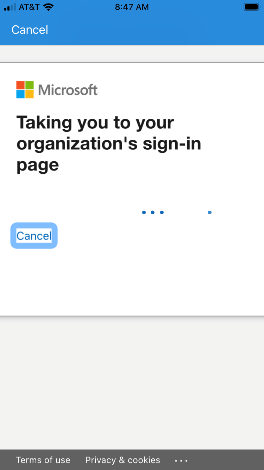 AT&T 8:47 AM
Cancel
Microsoft
Taking you to your
organization's sign-in
page
Cancel
Terms of use Privacy & cookies ...